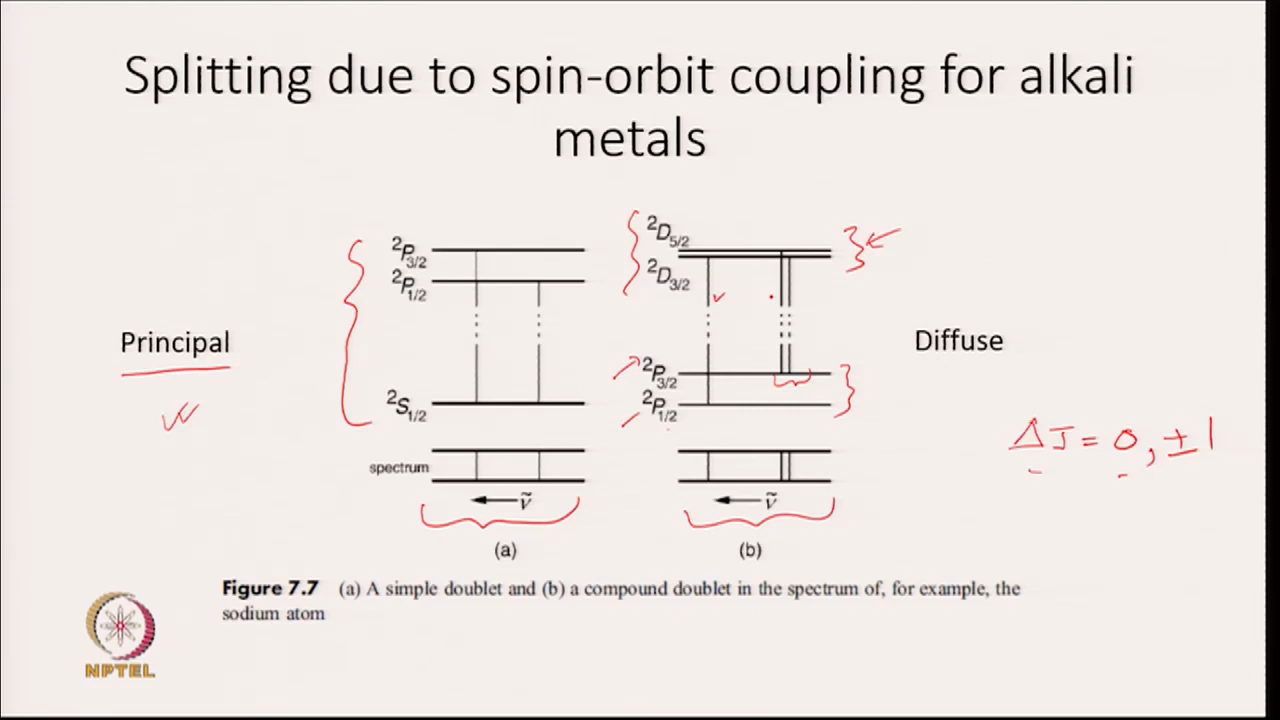 Splitting due to spin-orbit coupling for alkali
metals
Principal
²P₃/₂
²P₁/₂
²S₁/₂
spectrum
ṽ
(a)
²D₅/₂
²D₃/₂
²P₃/₂
²P₁/₂
ṽ
(b)
Diffuse
ΔJ = 0, ±1
Figure 7.7 (a) A simple doublet and (b) a compound doublet in the spectrum of, for example, the
sodium atom
NPTEL